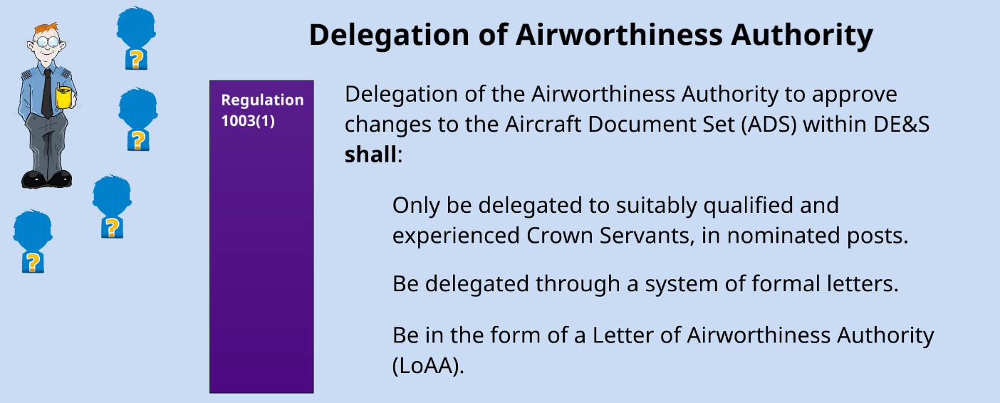 Delegation of Airworthiness Authority
Regulation
1003(1)
Delegation of the Airworthiness Authority to approve
changes to the Aircraft Document Set (ADS) within DE&S
shall:
Only be delegated to suitably qualified and
experienced Crown Servants, in nominated posts.
Be delegated through a system of formal letters.
Be in the form of a Letter of Airworthiness Authority
(LoAA).
?
?
?
?